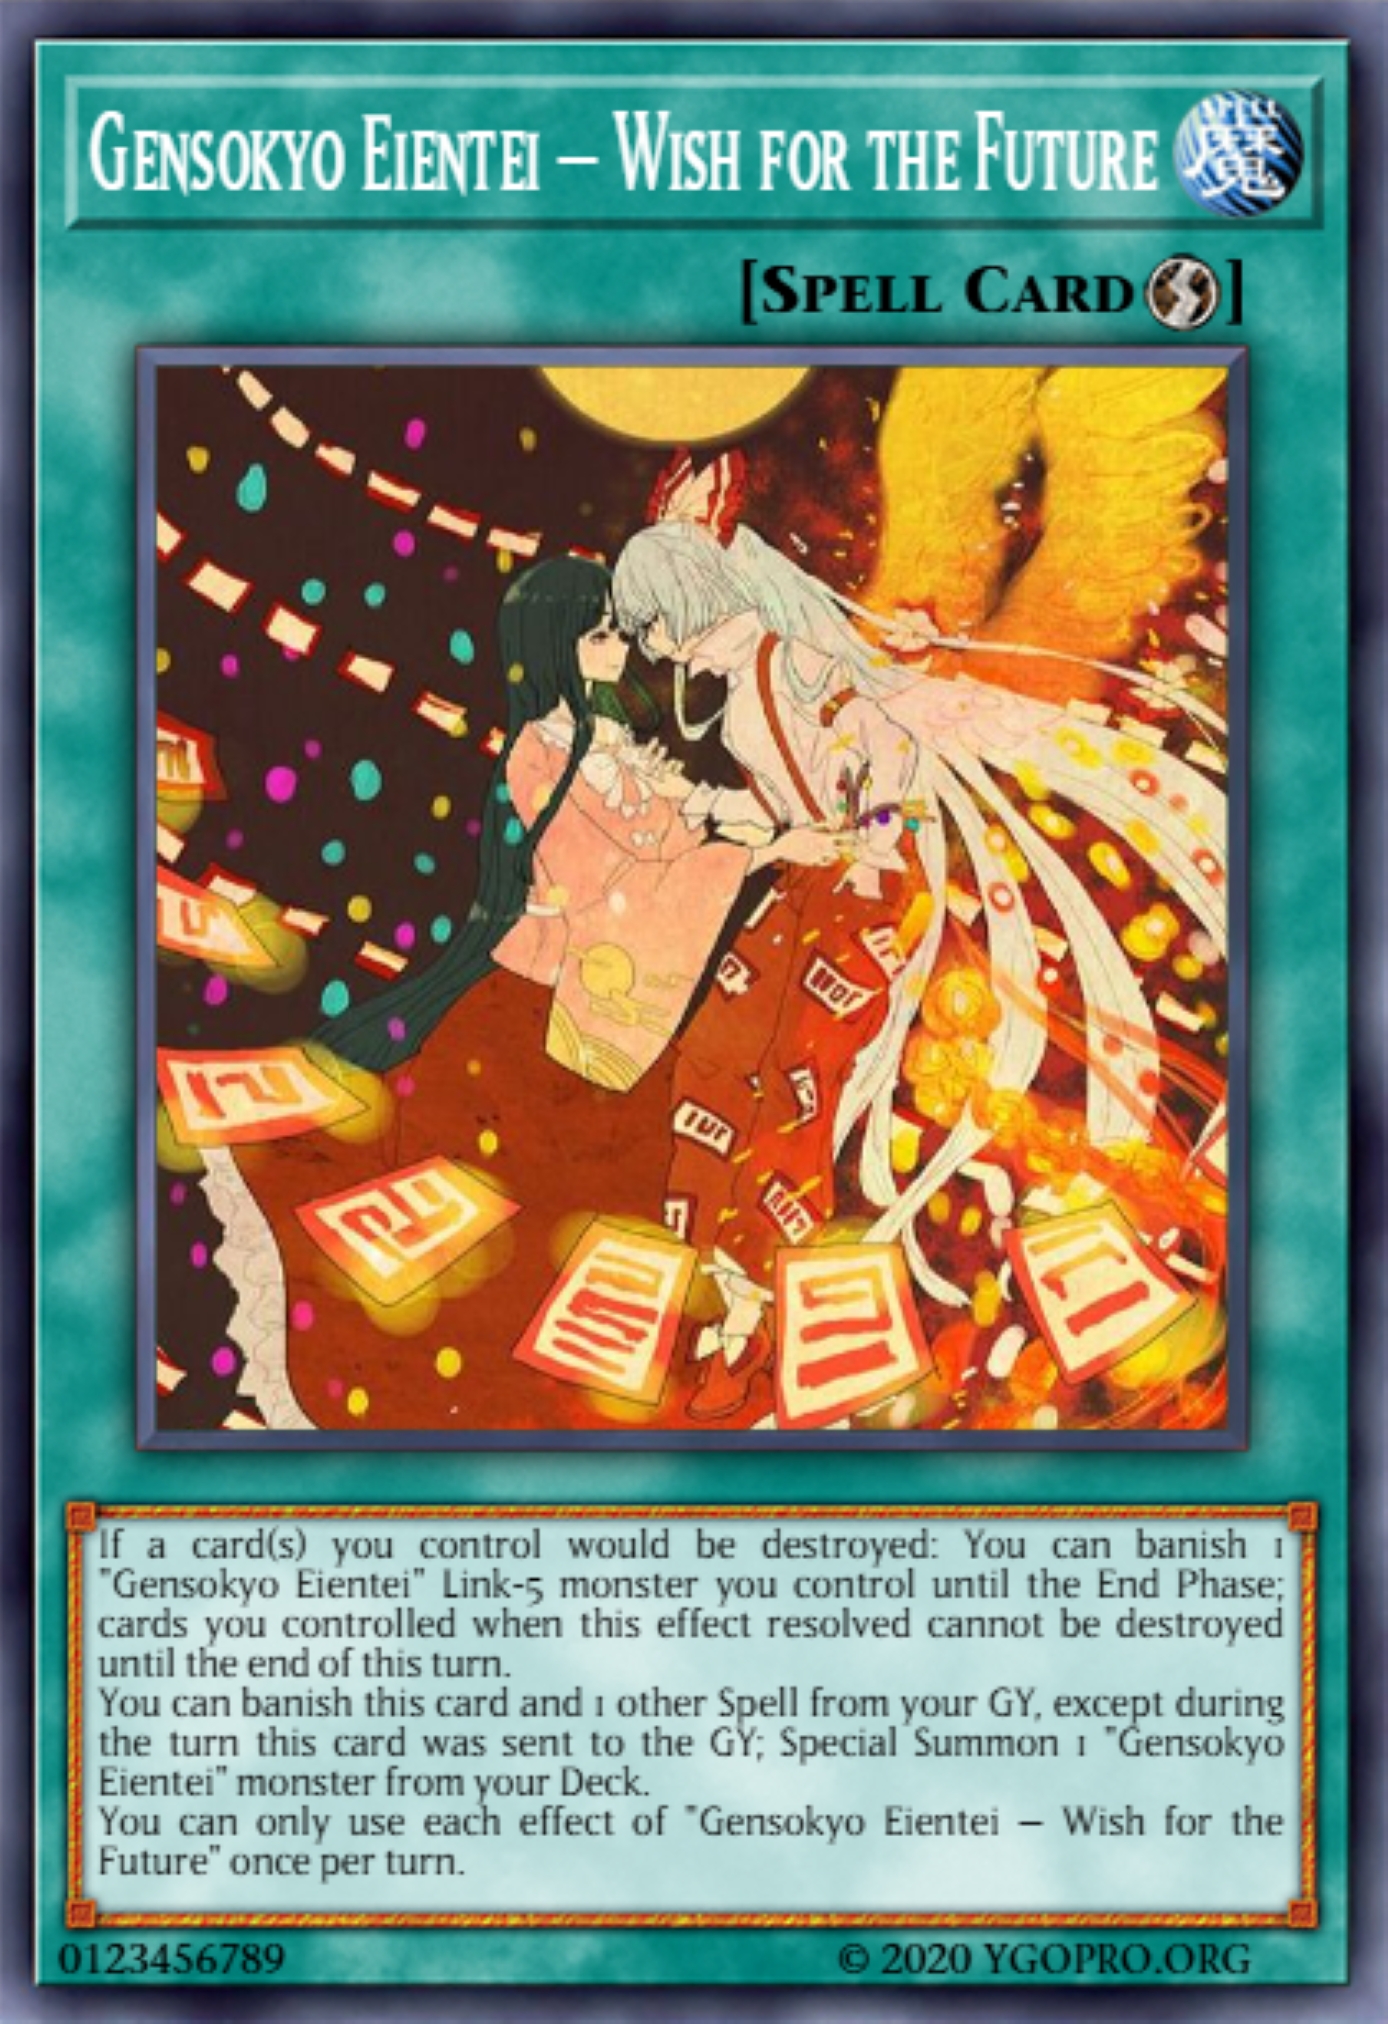 Gensokyo Eientei – Wish for the Future
SPELL
魔
[Spell Card]
If a card(s) you control would be destroyed: You can banish 1
"Gensokyo Eientei" Link-5 monster you control until the End Phase;
cards you controlled when this effect resolved cannot be destroyed
until the end of this turn.
You can banish this card and 1 other Spell from your GY, except during
the turn this card was sent to the GY; Special Summon 1 "Gensokyo
Eientei" monster from your Deck.
You can only use each effect of "Gensokyo Eientei – Wish for the
Future" once per turn.
0123456789
© 2020 YGOPRO.ORG